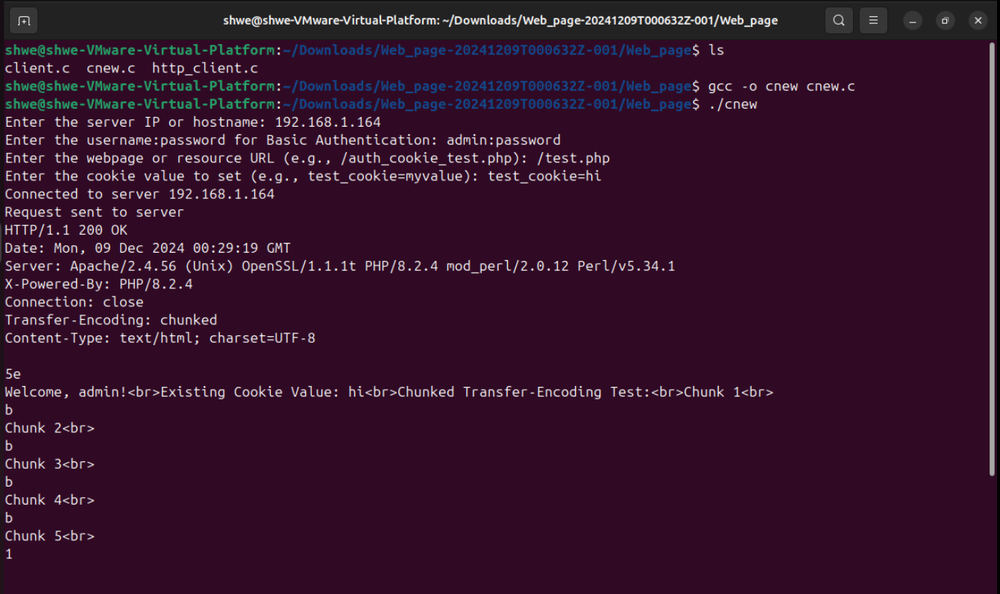 shwe@shwe-VMware-Virtual-Platform: ~/Downloads/Web_page-20241209T000632Z-001/Web_page
shwe@shwe-VMware-Virtual-Platform:~/Downloads/Web_page-20241209T000632Z-001/Web_page$ ls
client.c  cnew.c  http_client.c
shwe@shwe-VMware-Virtual-Platform:~/Downloads/Web_page-20241209T000632Z-001/Web_page$ gcc -o cnew cnew.c
shwe@shwe-VMware-Virtual-Platform:~/Downloads/Web_page-20241209T000632Z-001/Web_page$ ./cnew
Enter the server IP or hostname: 192.168.1.164
Enter the username:password for Basic Authentication: admin:password
Enter the webpage or resource URL (e.g., /auth_cookie_test.php): /test.php
Enter the cookie value to set (e.g., test_cookie=myvalue): test_cookie=hi
Connected to server 192.168.1.164
Request sent to server
HTTP/1.1 200 OK
Date: Mon, 09 Dec 2024 00:29:19 GMT
Server: Apache/2.4.56 (Unix) OpenSSL/1.1.1t PHP/8.2.4 mod_perl/2.0.12 Perl/v5.34.1
X-Powered-By: PHP/8.2.4
Connection: close
Transfer-Encoding: chunked
Content-Type: text/html; charset=UTF-8

5e
Welcome, admin!<br>Existing Cookie Value: hi<br>Chunked Transfer-Encoding Test:<br>Chunk 1<br>
b
Chunk 2<br>
b
Chunk 3<br>
b
Chunk 4<br>
b
Chunk 5<br>
1